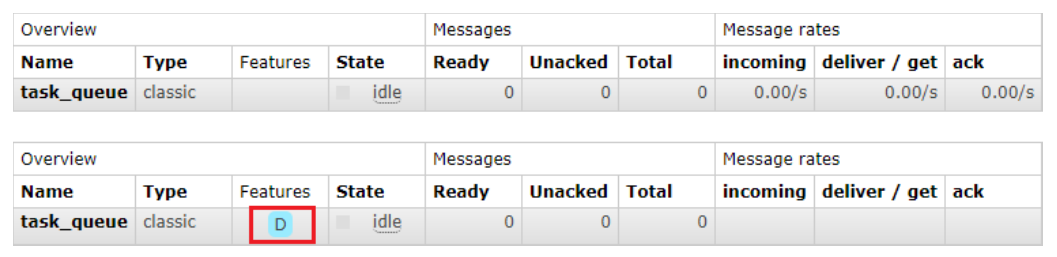 Overview Messages Message rates
Name Type Features State Ready Unacked Total incoming deliver / get ack
task_queue classic idle 0 0 0 0.00/s 0.00/s 0.00/s
Overview Messages Message rates
Name Type Features State Ready Unacked Total incoming deliver / get ack
task_queue classic D idle 0 0 0